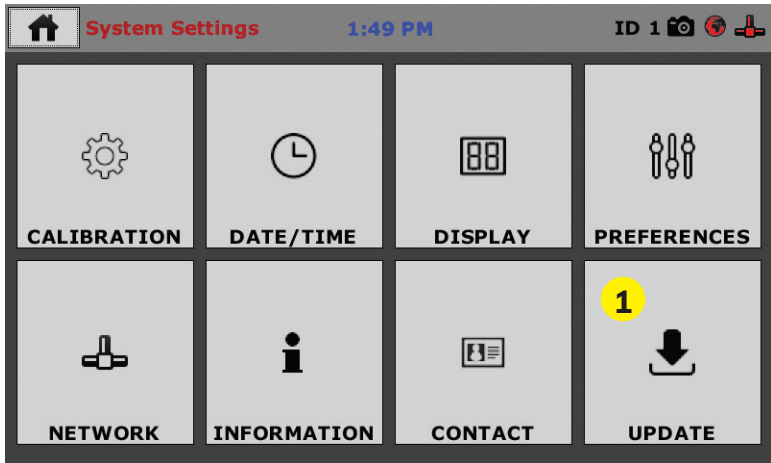 System Settings 1:49 PM ID 1
CALIBRATION DATE/TIME DISPLAY PREFERENCES
88
1
NETWORK INFORMATION CONTACT UPDATE